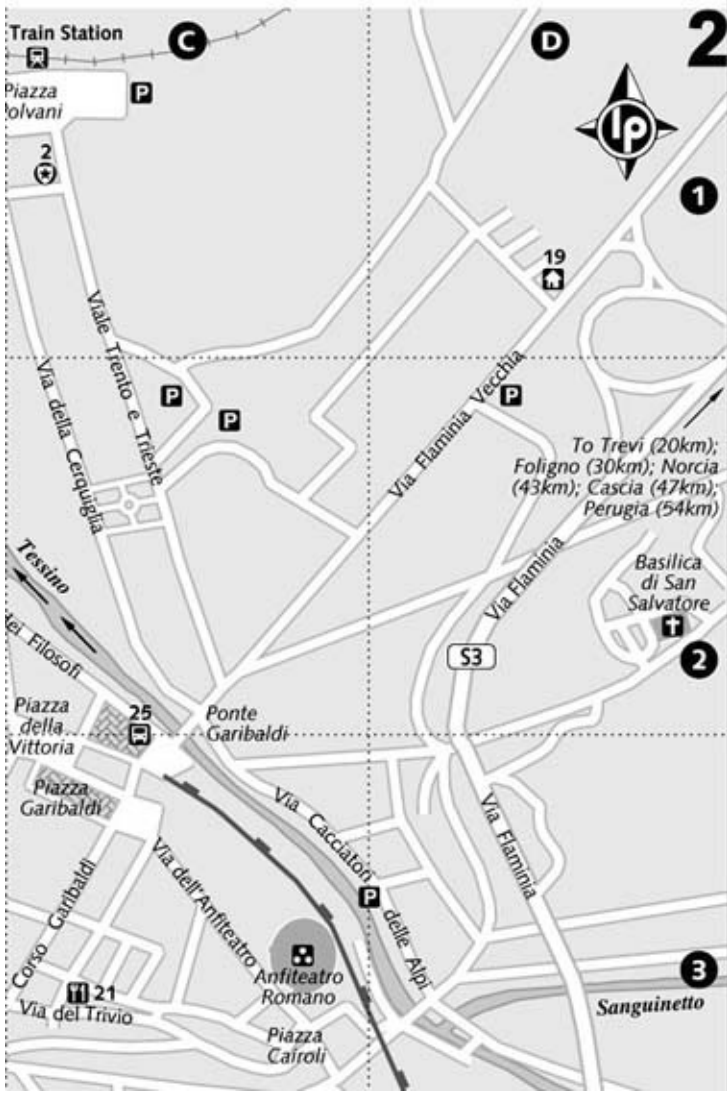 Train Station
C
D
2
P
Piazza
Polvani
lp
2
1
19
Viale Trento e Trieste
Via della Cerquiglia
Via Flaminia Vecchia
P
P
P
To Trevi (20km);
Foligno (30km); Norcia
(43km); Cascia (47km);
Perugia (54km)
Tessino
Via Flaminia
Basilica
di San
Salvatore
dei Filosofi
S3
2
Piazza
della
Vittoria
25
Ponte
Garibaldi
Piazza
Garibaldi
Via Cacciatori delle Alpi
Via Flaminia
Via dell'Anfiteatro
Corso Garibaldi
P
3
Anfiteatro
Romano
21
Via del Trivio
Sanguinetto
Piazza
Cairoli